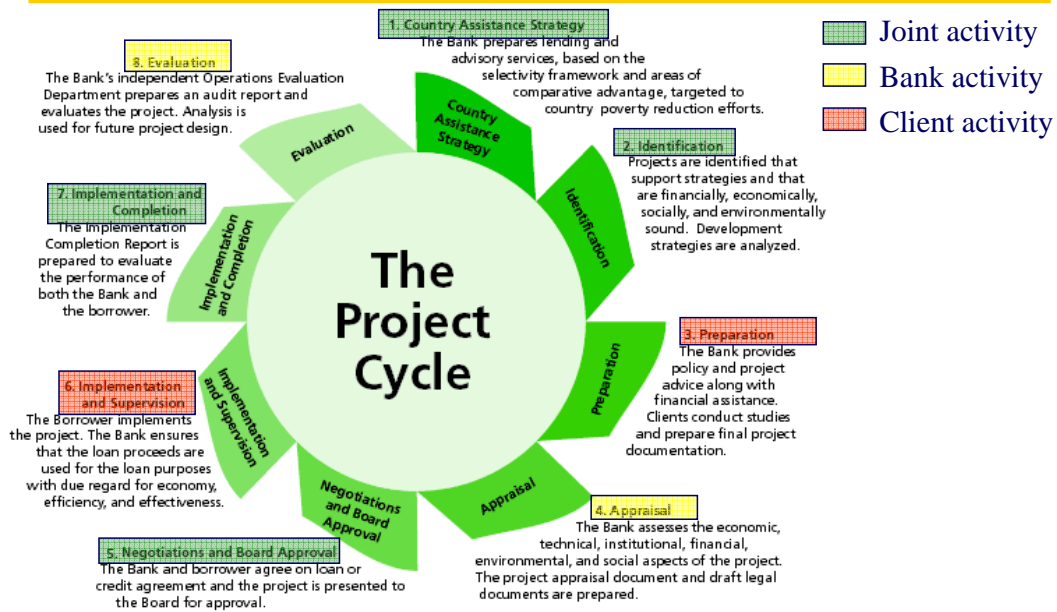 1. Country Assistance Strategy
The Bank prepares lending and
advisory services, based on the
selectivity framework and areas of
comparative advantage, targeted to
country poverty reduction efforts.
Joint activity
Bank activity
Client activity
2. Identification
Projects are identified that
support strategies and that
are financially, economically,
socially, and environmentally
sound. Development
strategies are analyzed.
3. Preparation
The Bank provides
policy and project
advice along with
financial assistance.
Clients conduct studies
and prepare final project
documentation.
4. Appraisal
The Bank assesses the economic,
technical, institutional, financial,
environmental, and social aspects of the project.
The project appraisal document and draft legal
documents are prepared.
5. Negotiations and Board Approval
The Bank and borrower agree on loan or
credit agreement and the project is presented to
the Board for approval.
6. Implementation
and Supervision
The Borrower implements
the project. The Bank ensures
that the loan proceeds are
used for the loan purposes
with due regard for economy,
efficiency, and effectiveness.
7. Implementation and
Completion
The Implementation
Completion Report is
prepared to evaluate
the performance of
both the Bank and
the borrower.
8. Evaluation
The Bank's independent Operations Evaluation
Department prepares an audit report and
evaluates the project. Analysis is
used for future project design.
Country
Assistance
Strategy
Identification
Preparation
Appraisal
Negotiations
and Board
Approval
Implementation
and Supervision
Implementation
and Completion
Evaluation
The
Project
Cycle